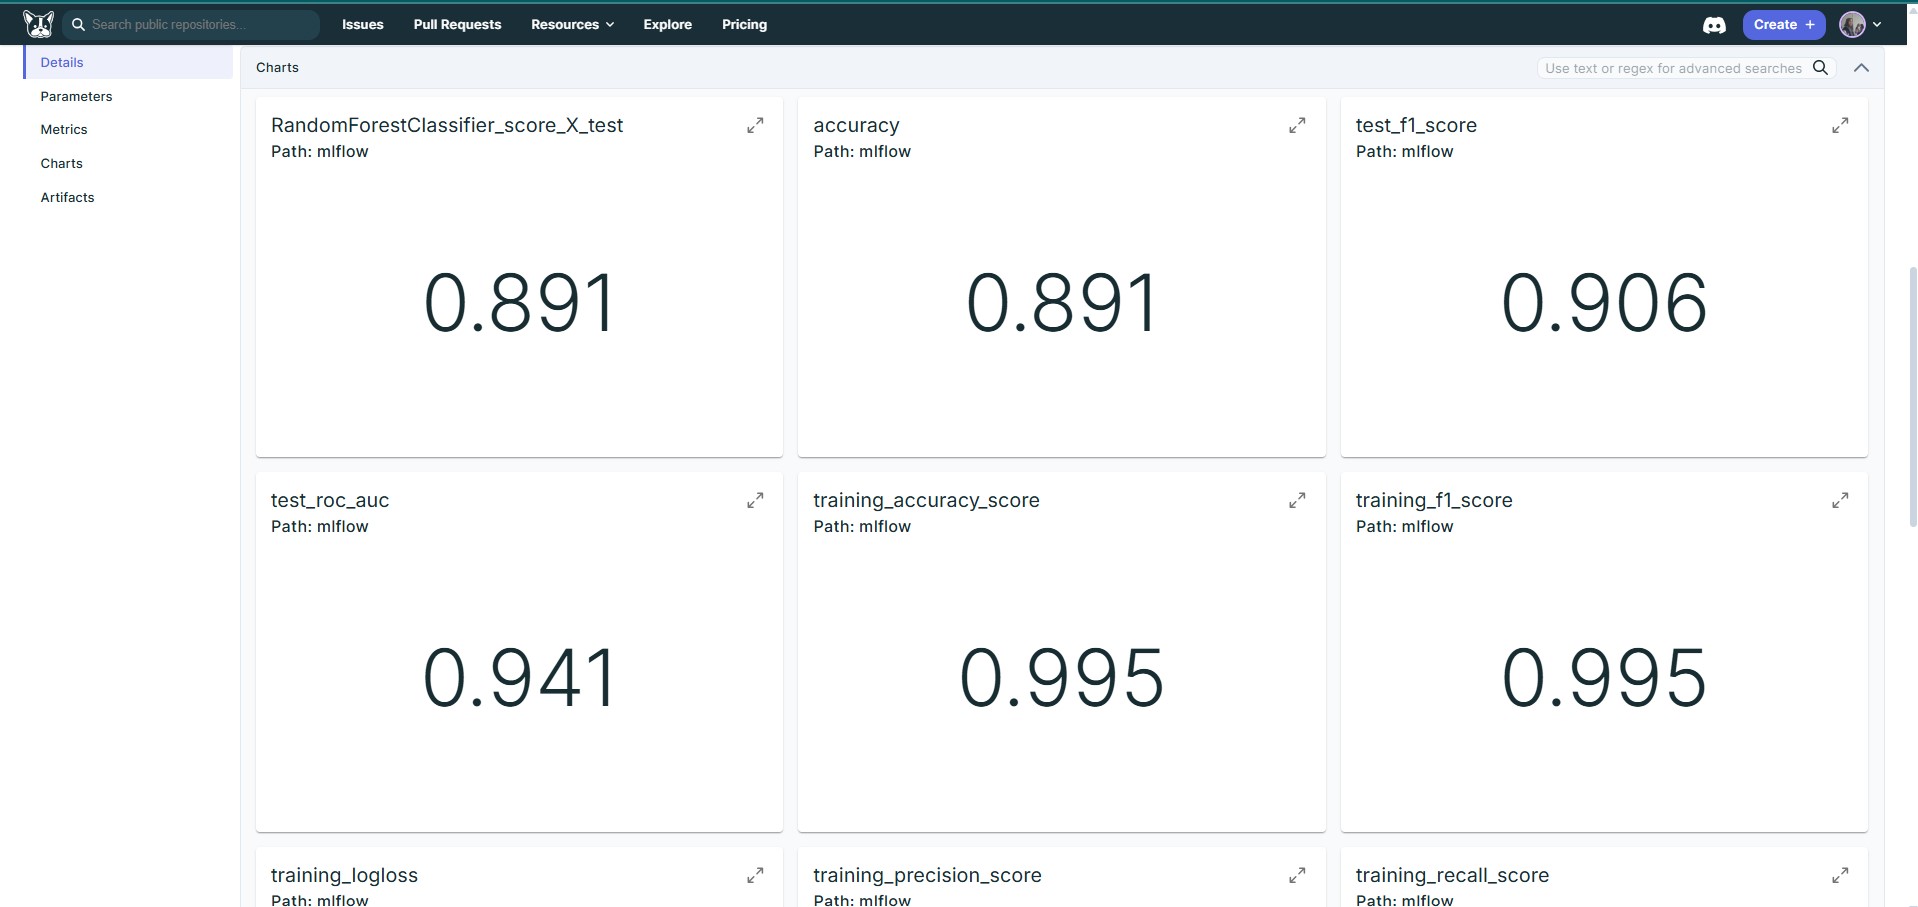 Search public repositories...
Issues
Pull Requests
Resources
Explore
Pricing
Create +
Details
Parameters
Metrics
Charts
Artifacts
Charts
Use text or regex for advanced searches
RandomForestClassifier_score_X_test
Path: mlflow
0.891
accuracy
Path: mlflow
0.891
test_f1_score
Path: mlflow
0.906
test_roc_auc
Path: mlflow
0.941
training_accuracy_score
Path: mlflow
0.995
training_f1_score
Path: mlflow
0.995
training_logloss
Path: mlflow
training_precision_score
Path: mlflow
training_recall_score
Path: mlflow